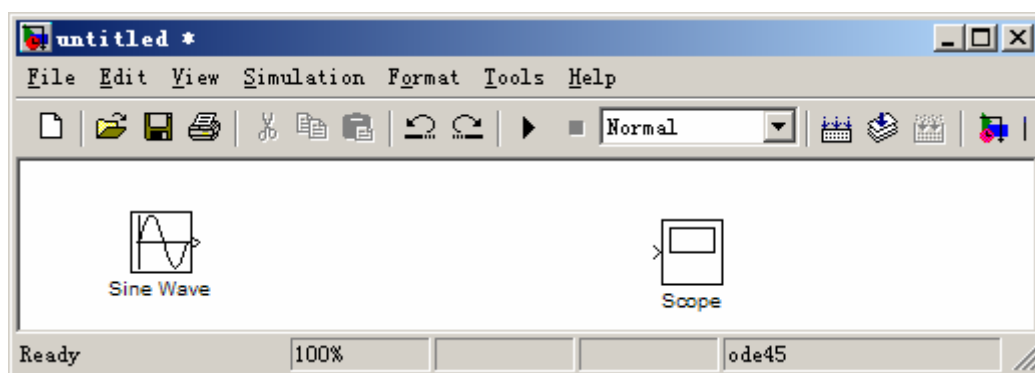 untitled *
File Edit View Simulation Format Tools Help
Normal
Sine Wave
Scope
Ready 100% ode45